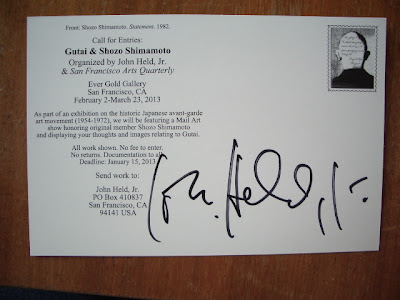 Front: Shozo Shimamoto. Statement. 1982.
Call for Entries:
Gutai & Shozo Shimamoto
Organized by John Held, Jr.
& San Francisco Arts Quarterly
Ever Gold Gallery
San Francisco, CA
February 2-March 23, 2013
As part of an exhibition on the historic Japanese avant-garde
art movement (1954-1972), we will be featuring a Mail Art
show honoring original member Shozo Shimamoto
and displaying your thoughts and images relating to Gutai.
All work shown. No fee to enter.
No returns. Documentation to all.
Deadline: January 15, 2013
Send work to:
John Held, Jr.
PO Box 410837
San Francisco, CA
94141 USA
John Held, Jr.